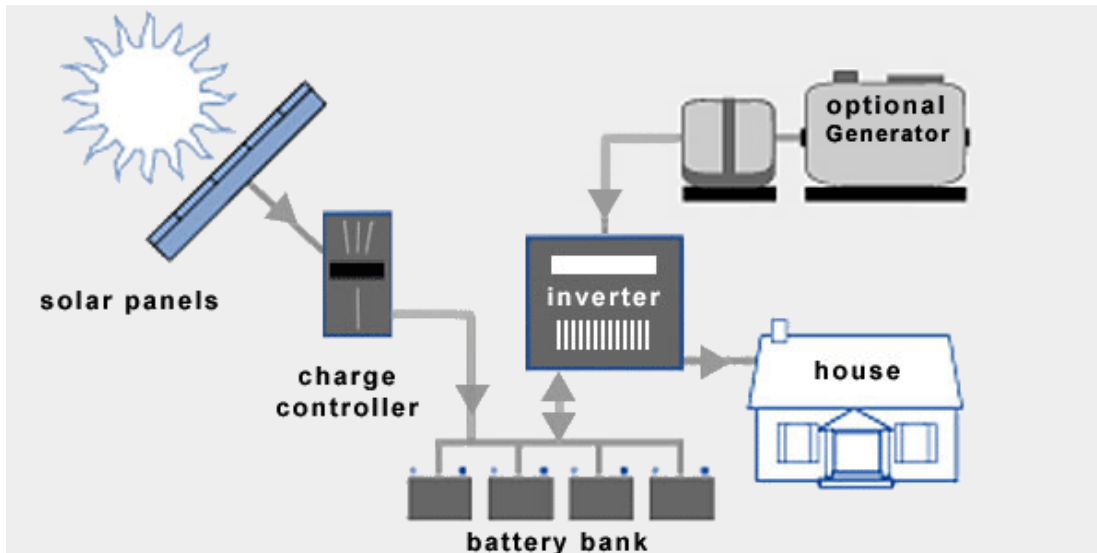 optional
Generator
inverter
solar panels
house
charge
controller
battery bank